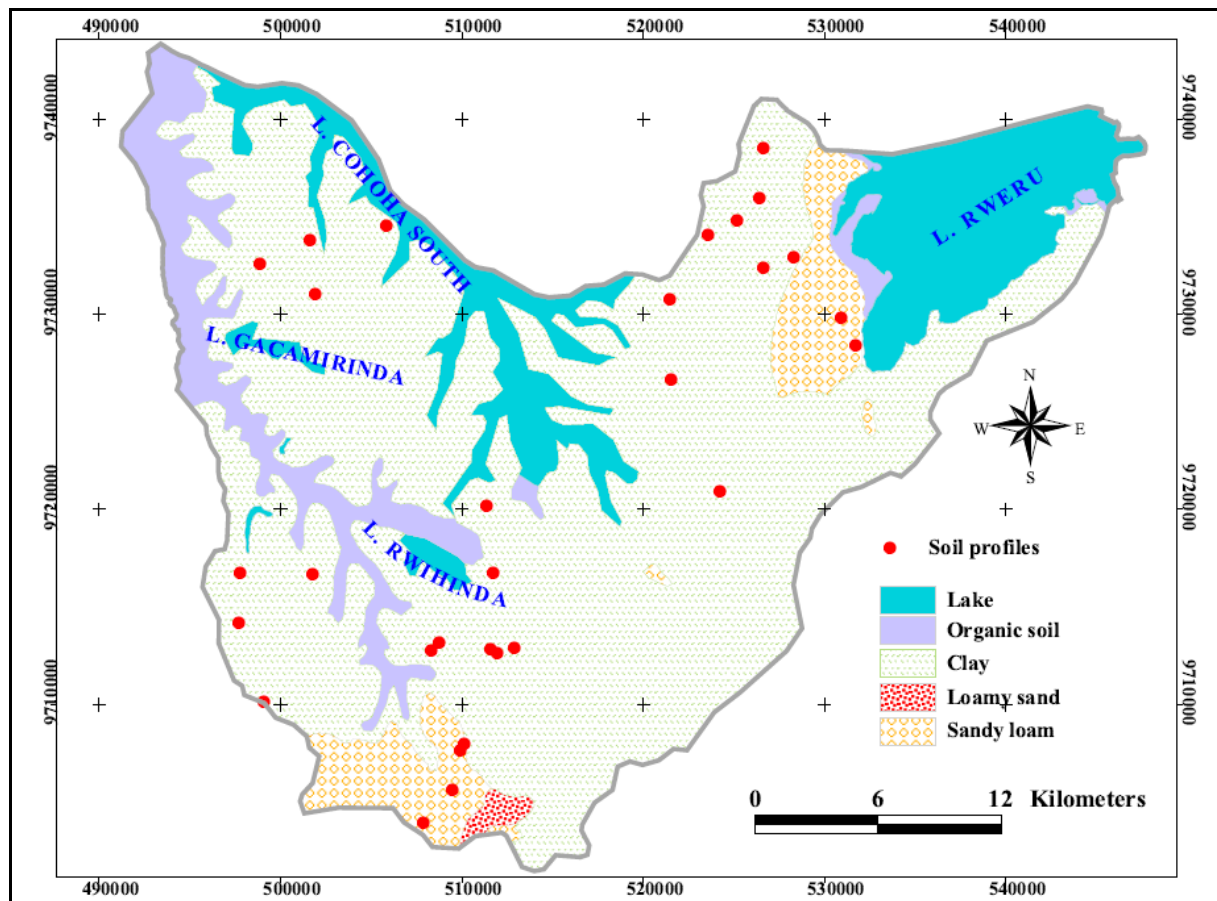 490000 500000 510000 520000 530000 540000
9740000 9740000
9730000 9730000
9720000 9720000
9710000 9710000
L. COHOHA SOUTH
L. RWERU
L. GACAMIRINDA
L. RWIHINDA
N
W E
S
Soil profiles
Lake
Organic soil
Clay
Loamy sand
Sandy loam
0 6 12 Kilometers
490000 500000 510000 520000 530000 540000